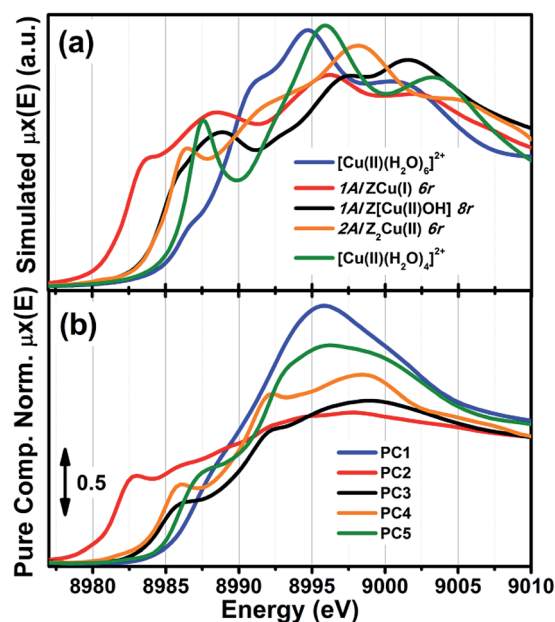 (a)
Simulated μx(E) (a.u.)
[Cu(II)(H₂O)₆]²⁺
1Al ZCu(I) 6r
1Al Z[Cu(II)OH] 8r
2Al Z₂Cu(II) 6r
[Cu(II)(H₂O)₄]²⁺
(b)
Pure Comp. Norm. μx(E)
0.5
PC1
PC2
PC3
PC4
PC5
8980 8985 8990 8995 9000 9005 9010
Energy (eV)